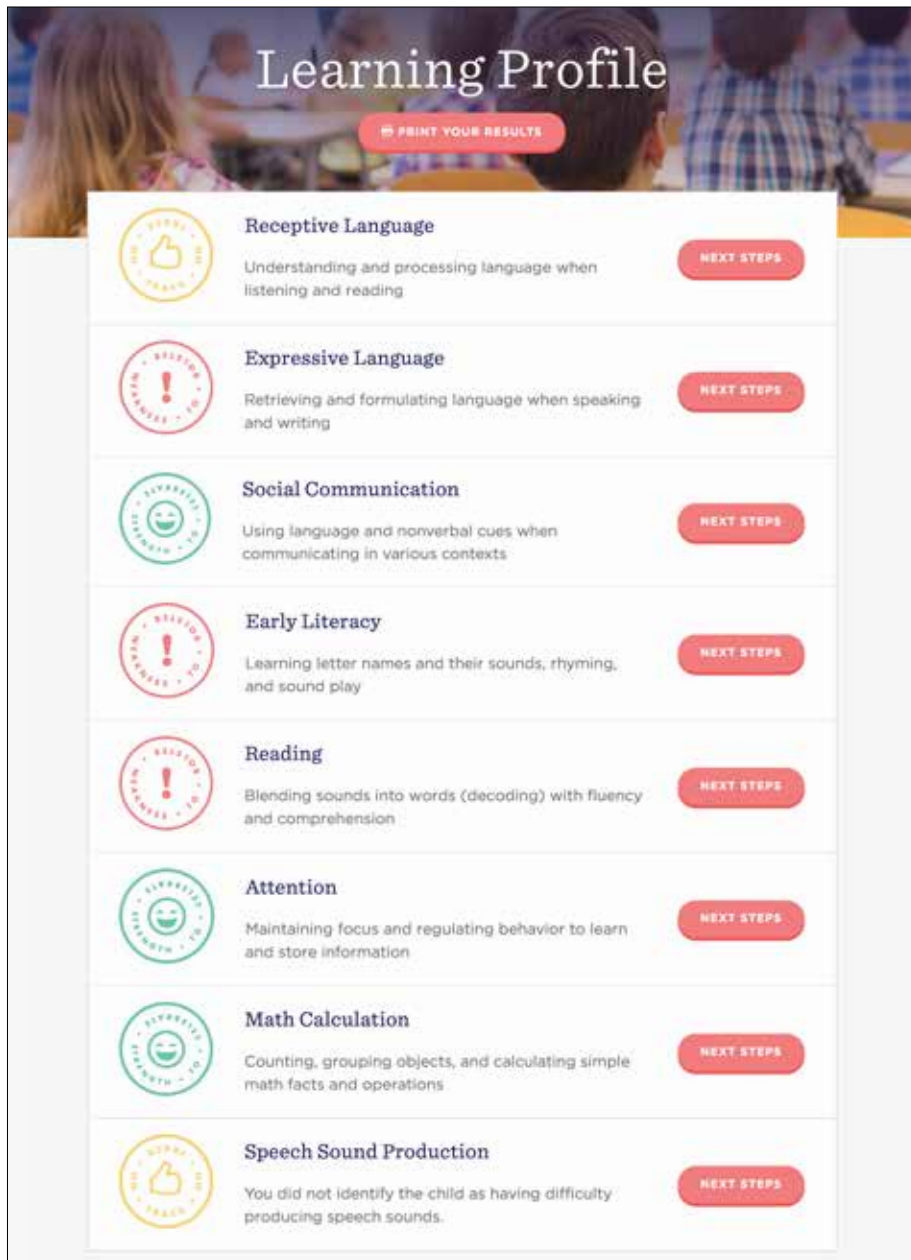 Learning Profile
PRINT YOUR RESULTS
Receptive Language
Understanding and processing language when
listening and reading
NEXT STEPS
Expressive Language
Retrieving and formulating language when speaking
and writing
NEXT STEPS
Social Communication
Using language and nonverbal cues when
communicating in various contexts
NEXT STEPS
Early Literacy
Learning letter names and their sounds, rhyming,
and sound play
NEXT STEPS
Reading
Blending sounds into words (decoding) with fluency
and comprehension
NEXT STEPS
Attention
Maintaining focus and regulating behavior to learn
and store information
NEXT STEPS
Math Calculation
Counting, grouping objects, and calculating simple
math facts and operations
NEXT STEPS
Speech Sound Production
You did not identify the child as having difficulty
producing speech sounds.
NEXT STEPS